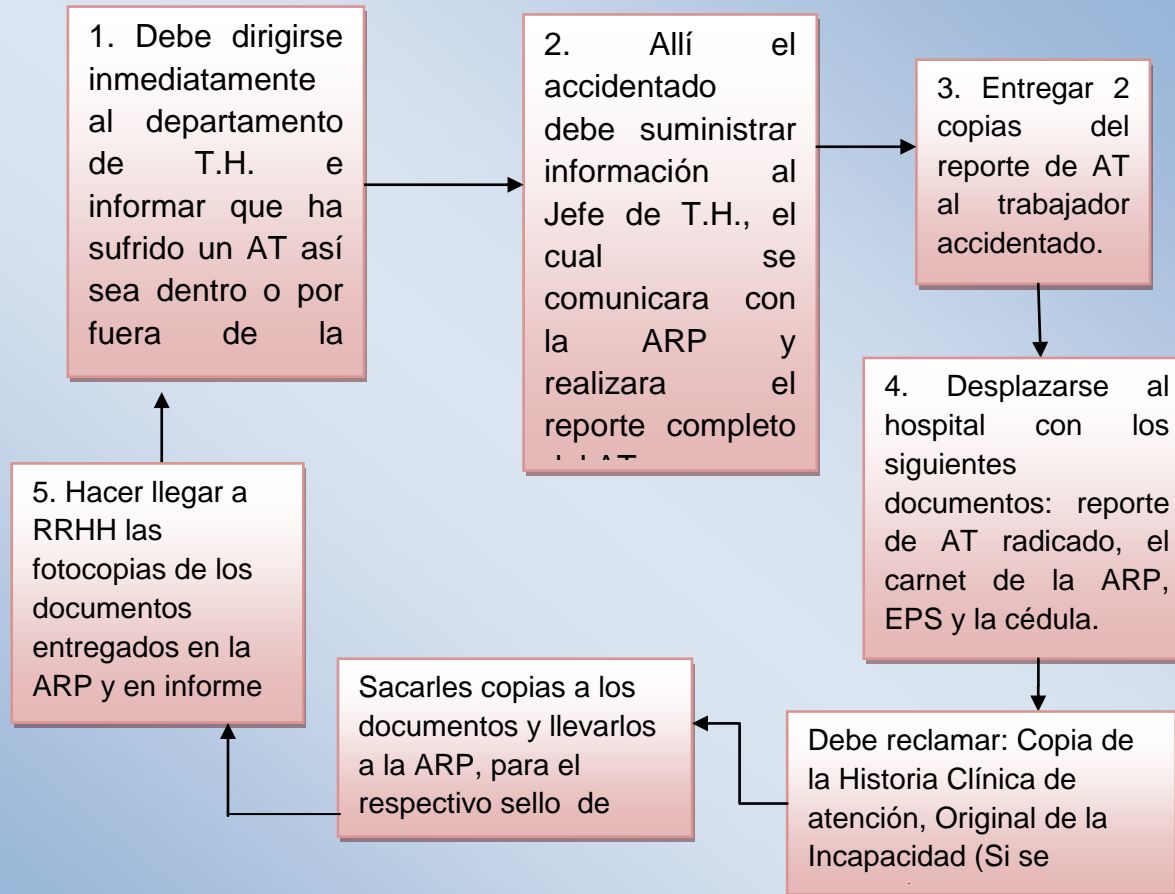 1. Debe dirigirse
inmediatamente
al departamento
de T.H. e
informar que ha
sufrido un AT así
sea dentro o por
fuera de la
2. Allí el
accidentado
debe suministrar
información al
Jefe de T.H., el
cual se
comunicara con
la ARP y
realizara el
reporte completo
3. Entregar 2
copias del
reporte de AT
al trabajador
accidentado.
4. Desplazarse al
hospital con los
siguientes
documentos: reporte
de AT radicado, el
carnet de la ARP,
EPS y la cédula.
Debe reclamar: Copia de
la Historia Clínica de
atención, Original de la
Incapacidad (Si se
Sacarles copias a los
documentos y llevarlos
a la ARP, para el
respectivo sello de
5. Hacer llegar a
RRHH las
fotocopias de los
documentos
entregados en la
ARP y en informe